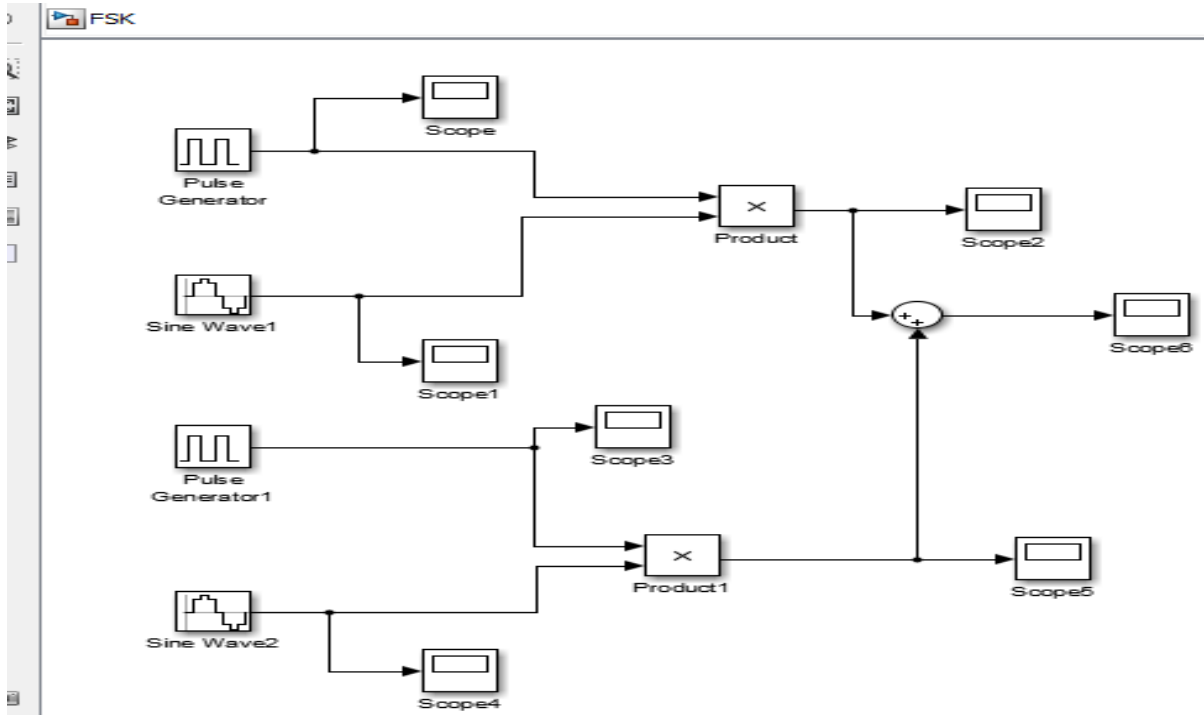 FSK
Scope
Pulse
Generator
×
Product
Scope2
Sine Wave1
+
+
Scope6
Scope1
Pulse
Generator1
Scope3
×
Product1
Scope5
Sine Wave2
Scope4